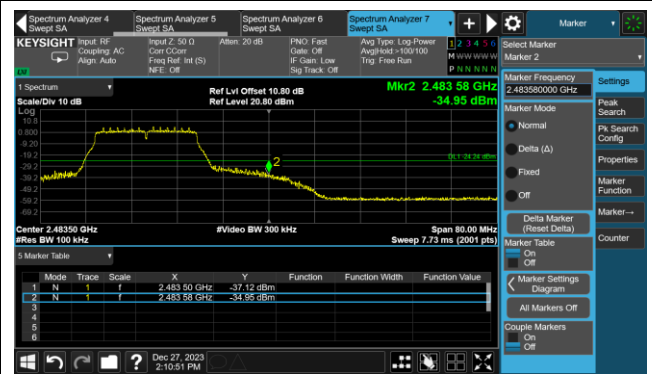 Spectrum Analyzer 4
Swept SA
Spectrum Analyzer 5
Swept SA
Spectrum Analyzer 6
Swept SA
Spectrum Analyzer 7
Swept SA
Marker
KEYSIGHT
Input: RF
Coupling: AC
Align: Auto
Input Z: 50 Ω
Corr CCorr
Freq Ref: Int (S)
NFE: Off
Atten: 20 dB
PNO: Fast
Gate: Off
IF Gain: Low
Sig Track: Off
Avg Type: Log-Power
Avg|Hold:>100/100
Trig: Free Run
1 2 3 4 5 6
M W W W W W
P N N N N N
Select Marker
Marker 2
1 Spectrum
Scale/Div 10 dB
Log
Ref Lvl Offset 10.80 dB
Ref Level 20.80 dBm
Mkr2 2.483 58 GHz
-34.95 dBm
10.8
0.800
-9.20
-19.2
-29.2
-39.2
-49.2
-59.2
-69.2
2
DL1 -24.24 dBm
Center 2.48350 GHz
#Res BW 100 kHz
#Video BW 300 kHz
Span 80.00 MHz
Sweep 7.73 ms (2001 pts)
5 Marker Table
Mode Trace Scale X Y Function Function Width Function Value
1 N 1 f 2.483 50 GHz -37.12 dBm
2 N 1 f 2.483 58 GHz -34.95 dBm
3
4
5
6
Marker Frequency
2.483580000 GHz
Marker Mode
Normal
Delta (Δ)
Fixed
Off
Delta Marker
(Reset Delta)
Marker Table
On
Off
Marker Settings
Diagram
All Markers Off
Couple Markers
On
Off
Settings
Peak
Search
Pk Search
Config
Properties
Marker
Function
Marker→
Counter
Dec 27, 2023
2:10:51 PM